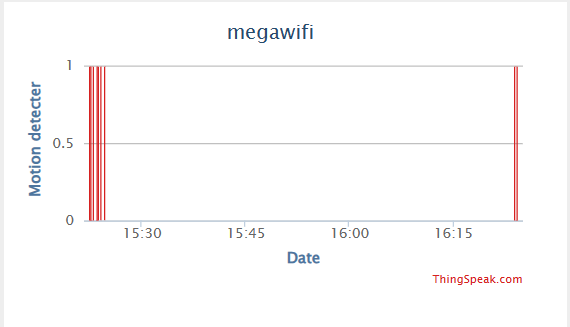 megawifi
1
0.5
0
Motion detecter
15:30
15:45
16:00
16:15
Date
ThingSpeak.com